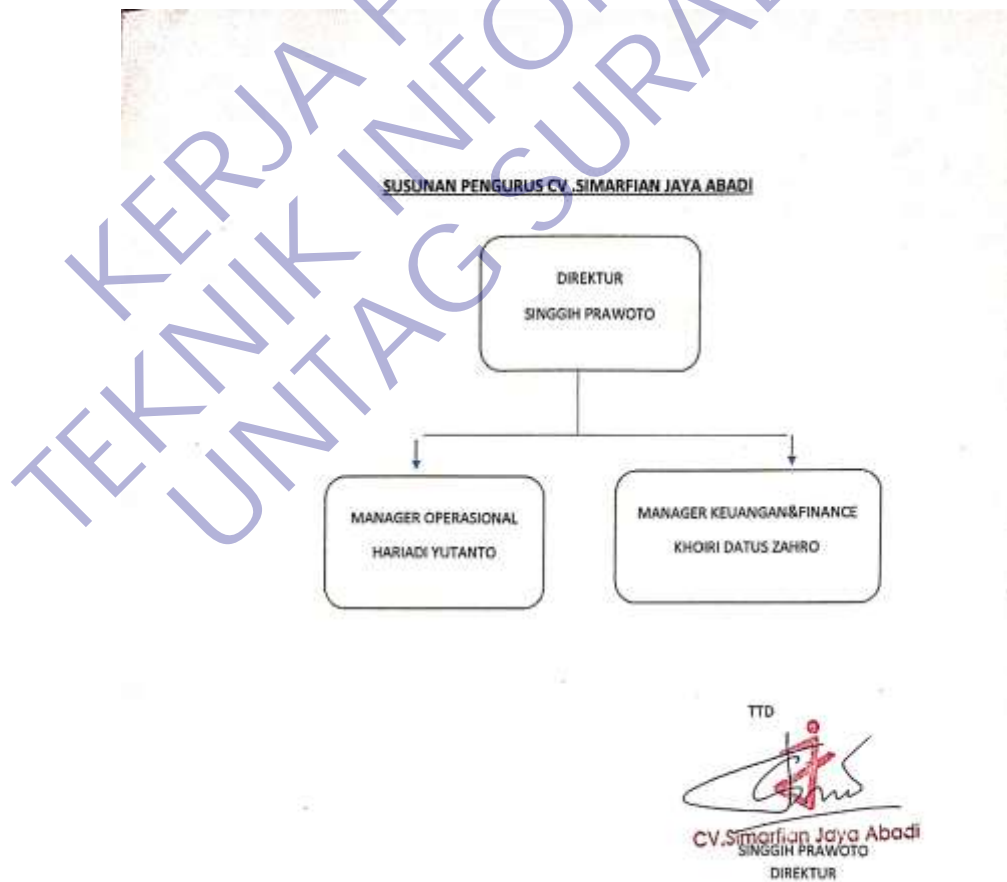 KERJA P
TEKNIK INFO
UNTAG SURA
SUSUNAN PENGURUS CV .SIMARFIAN JAYA ABADI
DIREKTUR
SINGGIH PRAWOTO
MANAGER OPERASIONAL
HARIADI YUTANTO
MANAGER KEUANGAN&FINANCE
KHOIRI DATUS ZAHRO
TTD
CV.Simarfian Jaya Abadi
SINGGIH PRAWOTO
DIREKTUR